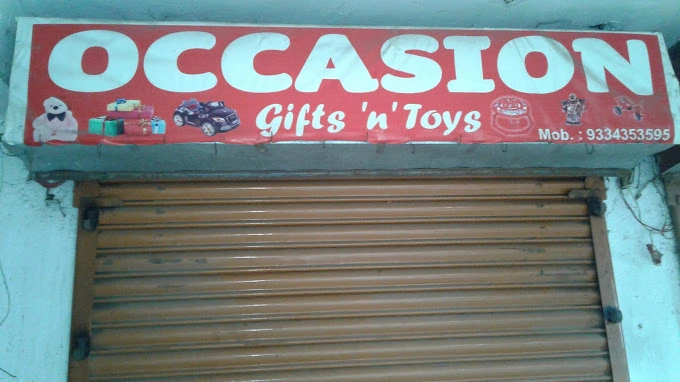 OCCASION
Gifts 'n' Toys
Mob. : 9334353595